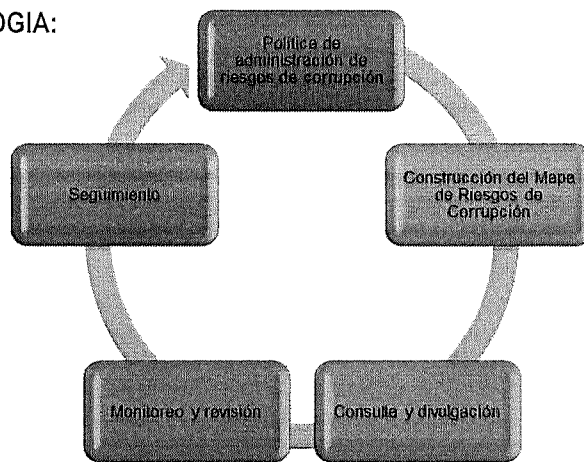 OGIA:
Política de
administración de
riesgos de corrupción
Construcción del Mapa
de Riesgos de
Corrupción
Consulta y divulgación
Monitoreo y revisión
Seguimiento